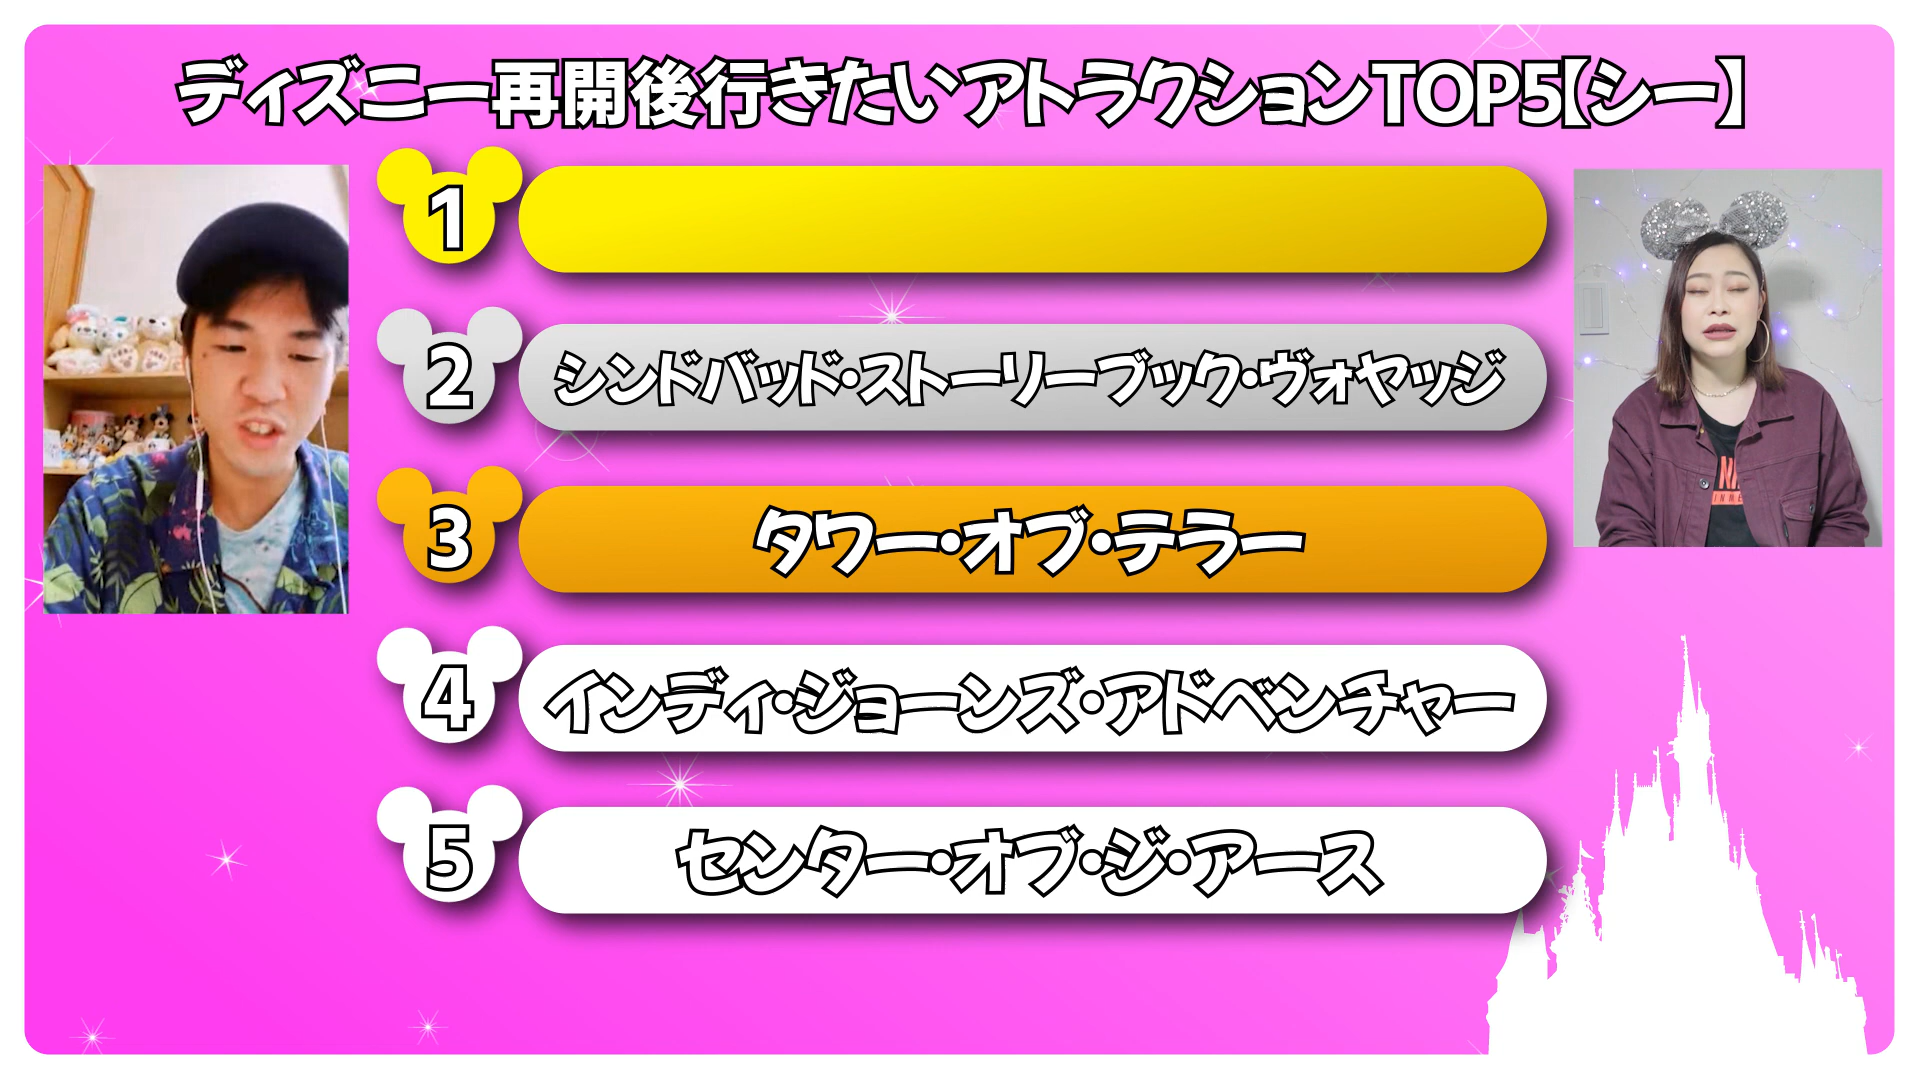 ディズニー再開後行きたいアトラクションTOP5【シー】
1
2 シンドバッド・ストーリーブック・ヴォヤッジ
3 タワー・オブ・テラー
4 インディ・ジョーンズ・アドベンチャー
5 センター・オブ・ジ・アース